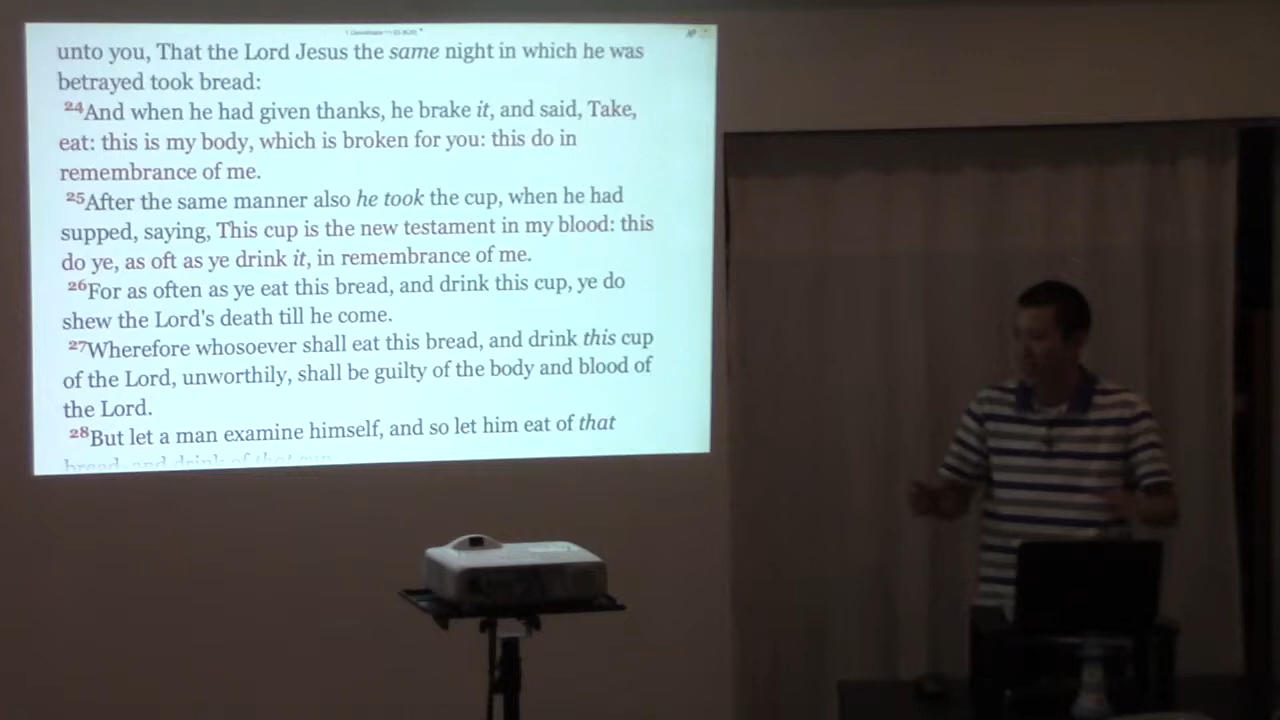 unto you, That the Lord Jesus the same night in which he was
betrayed took bread:
24And when he had given thanks, he brake it, and said, Take,
eat: this is my body, which is broken for you: this do in
remembrance of me.
25After the same manner also he took the cup, when he had
supped, saying, This cup is the new testament in my blood: this
do ye, as oft as ye drink it, in remembrance of me.
26For as often as ye eat this bread, and drink this cup, ye do
shew the Lord's death till he come.
27Wherefore whosoever shall eat this bread, and drink this cup
of the Lord, unworthily, shall be guilty of the body and blood of
the Lord.
28But let a man examine himself, and so let him eat of that
bread, and drink of that cup.